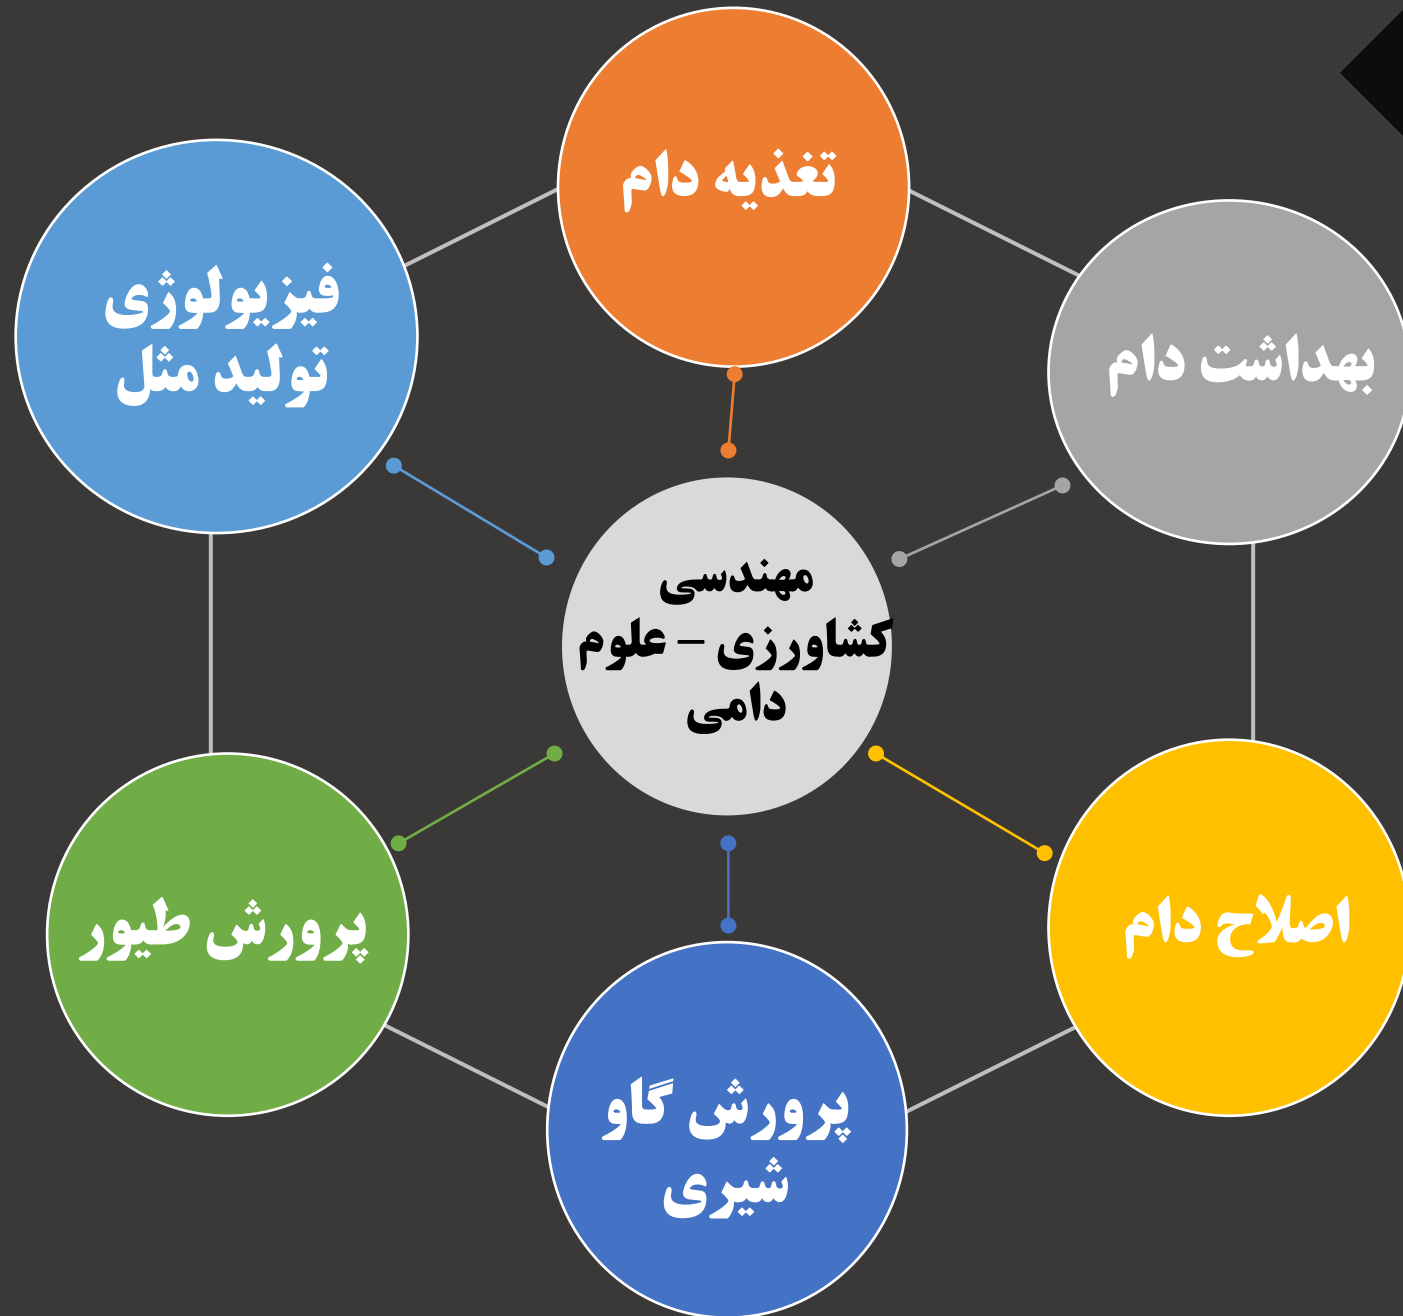 تغذیه دام
فیزیولوژی
تولید مثل
بهداشت دام
مهندسی
کشاورزی – علوم
دامی
پرورش طیور
اصلاح دام
پرورش گاو
شیری